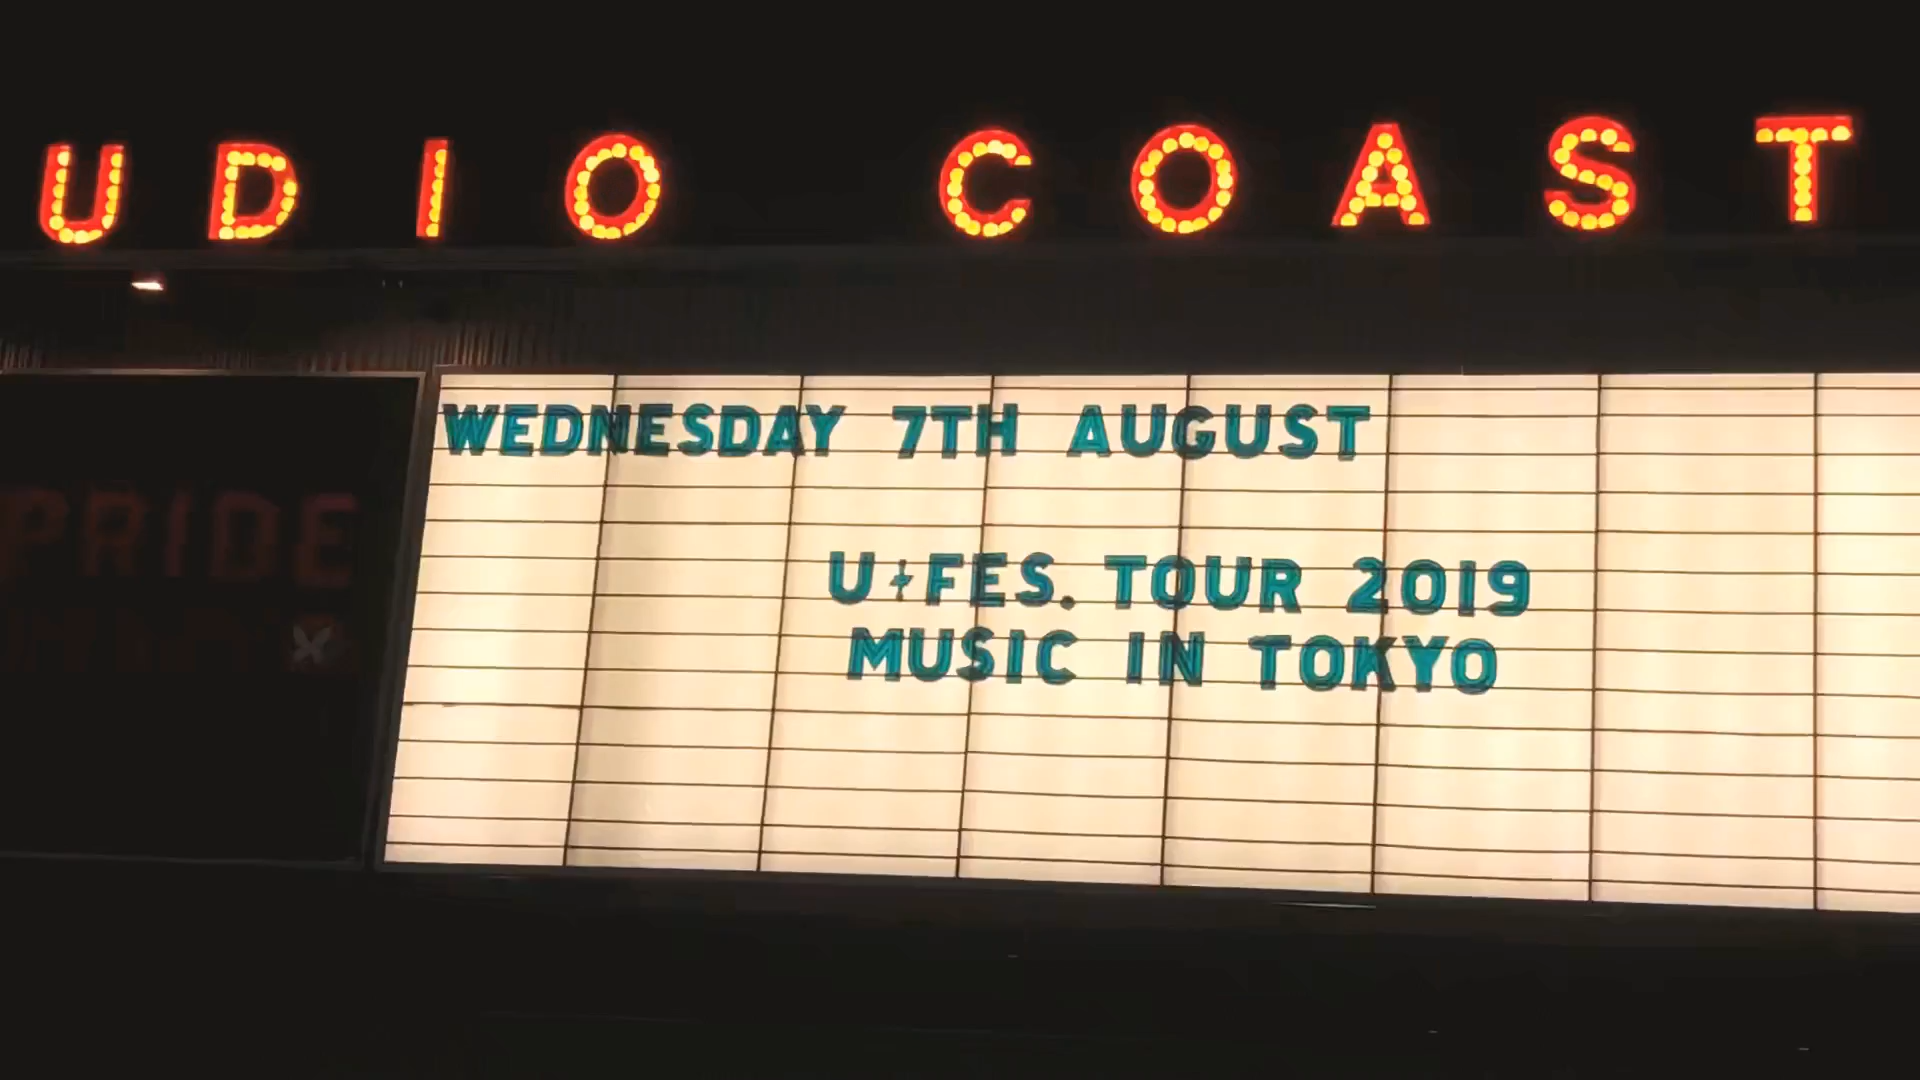 UDIO COAST
WEDNESDAY 7TH AUGUST
U⚡FES. TOUR 2019
MUSIC IN TOKYO
PRIDE